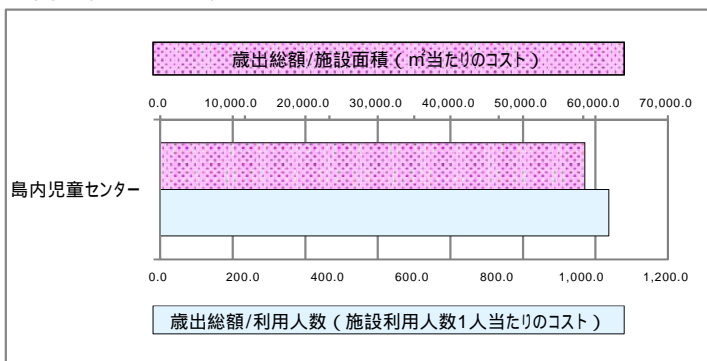 歳出総額/施設面積(㎡当たりのコスト)
0.0 10,000.0 20,000.0 30,000.0 40,000.0 50,000.0 60,000.0 70,000.0
島内児童センター
0.0 200.0 400.0 600.0 800.0 1,000.0 1,200.0
歳出総額/利用人数(施設利用人数1人当たりのコスト)